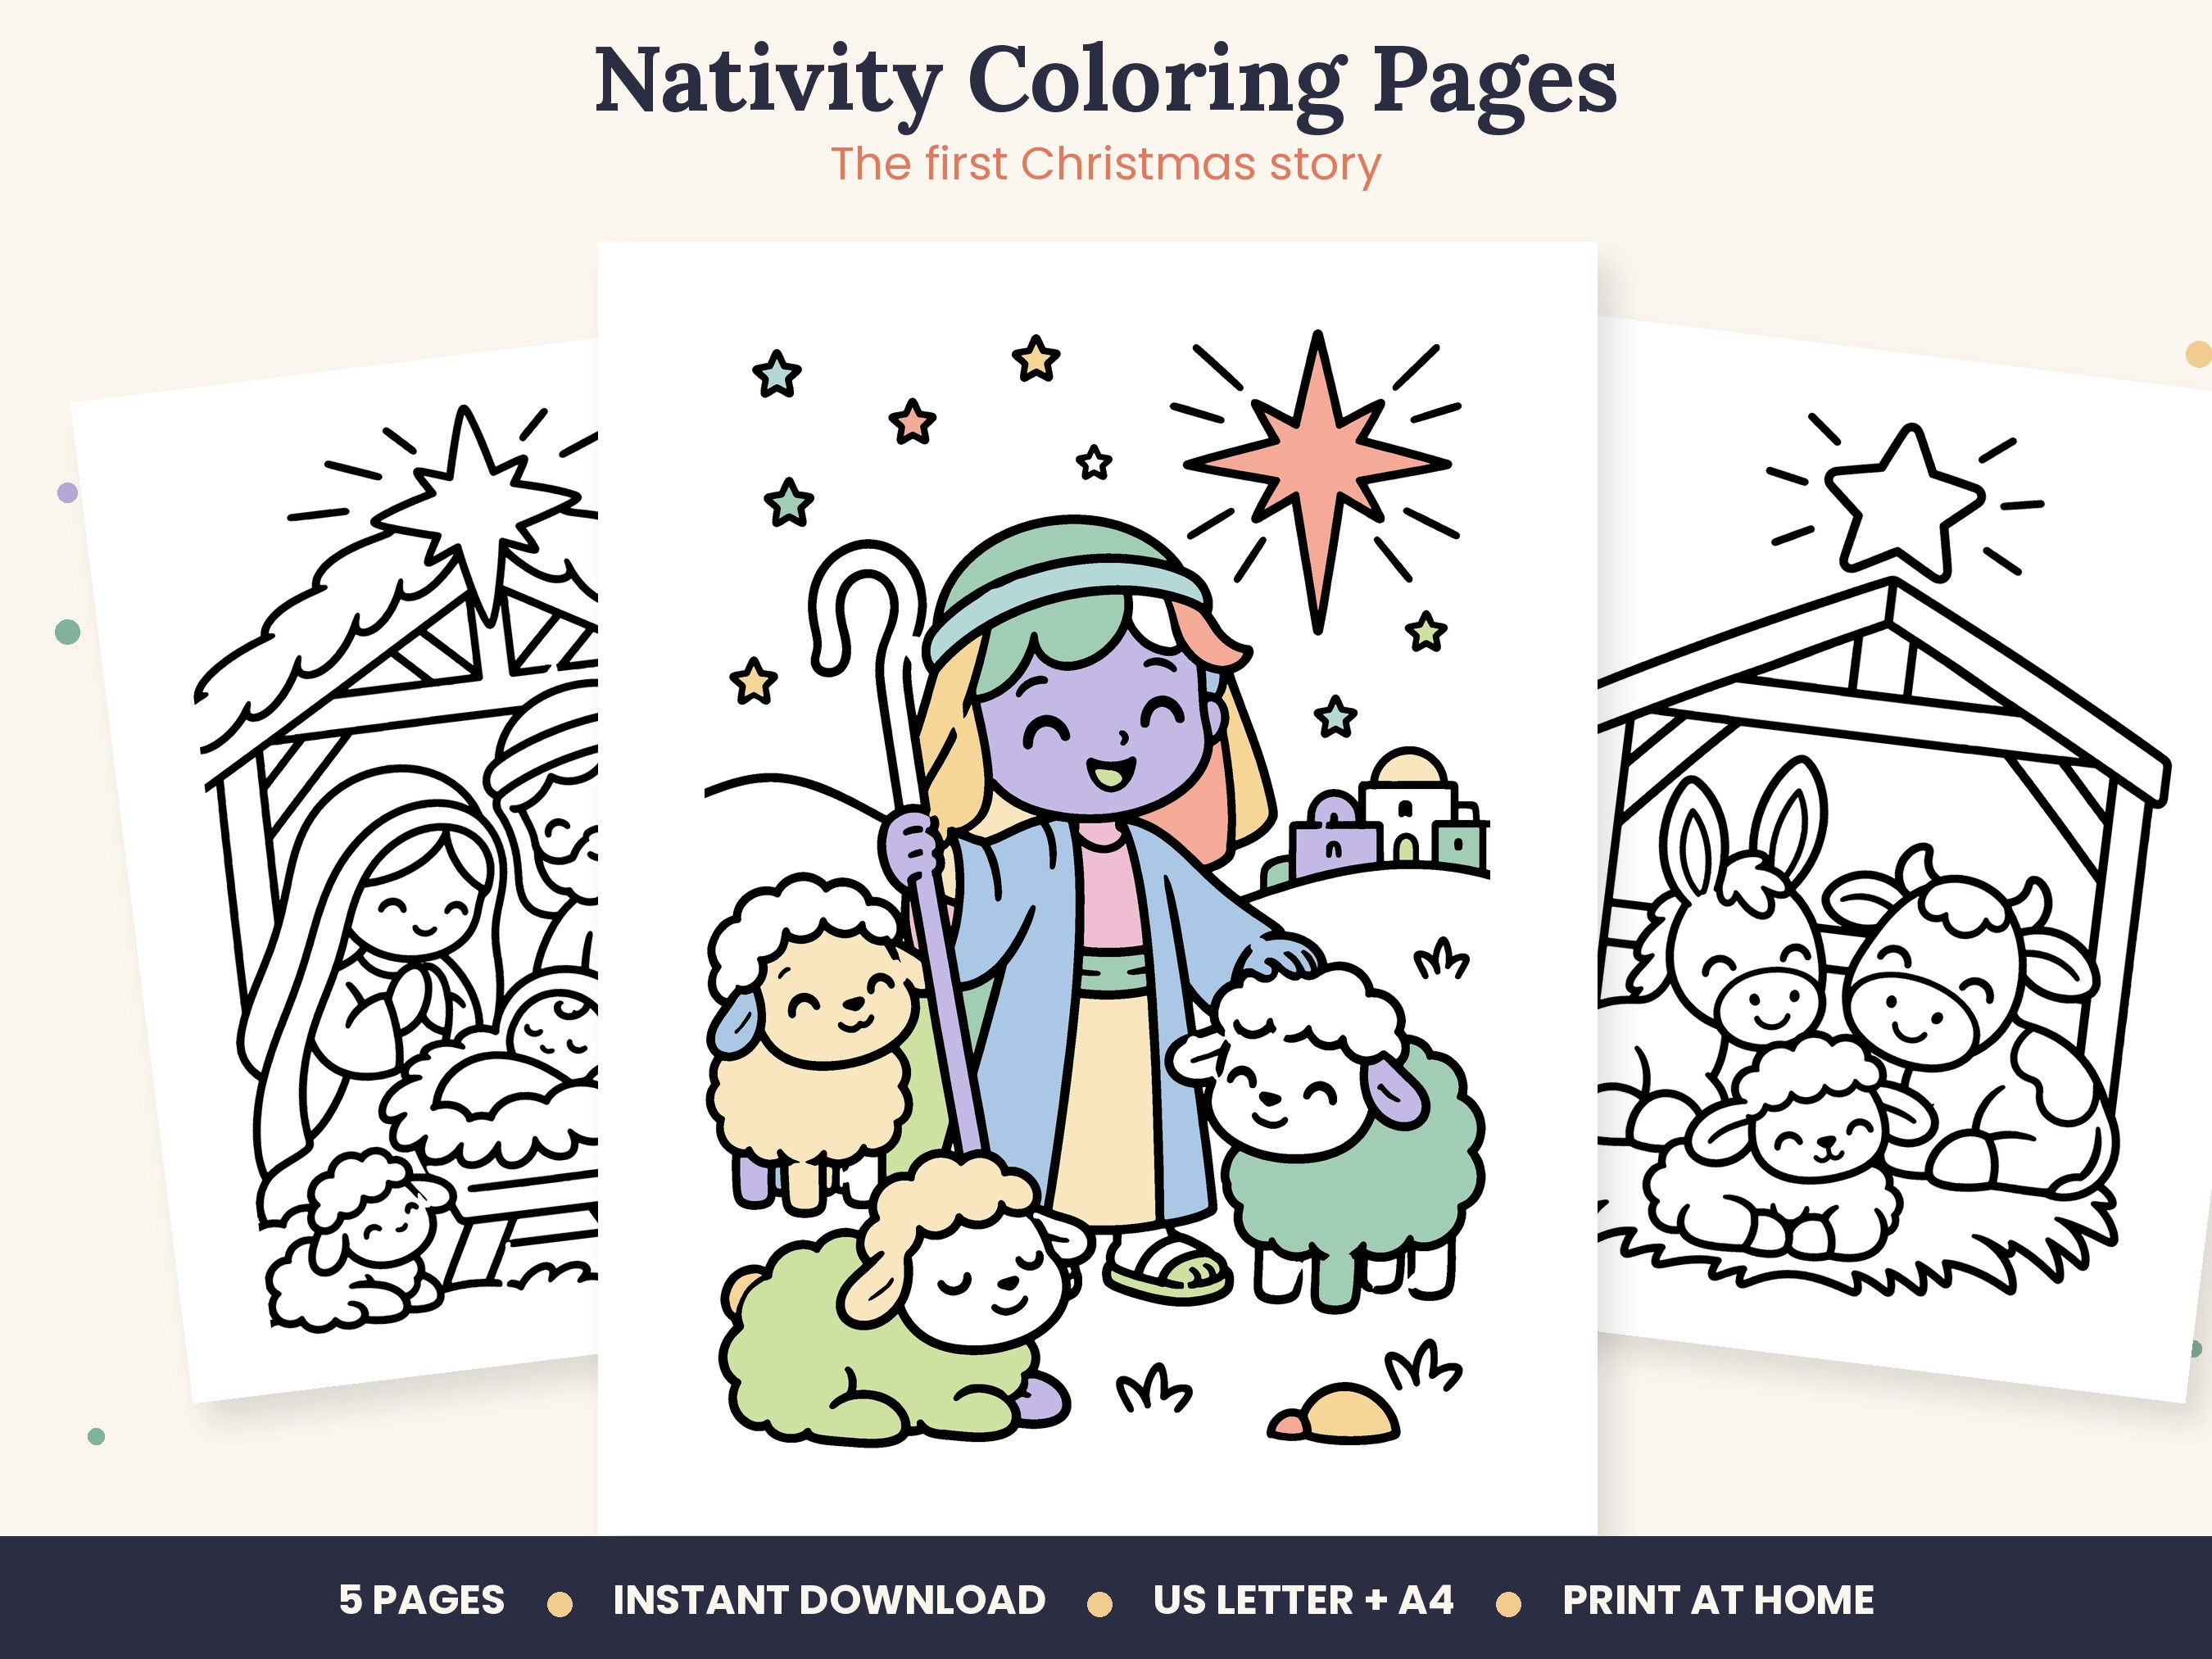 Nativity Coloring Pages
The first Christmas story
5 PAGES ● INSTANT DOWNLOAD ● US LETTER + A4 ● PRINT AT HOME